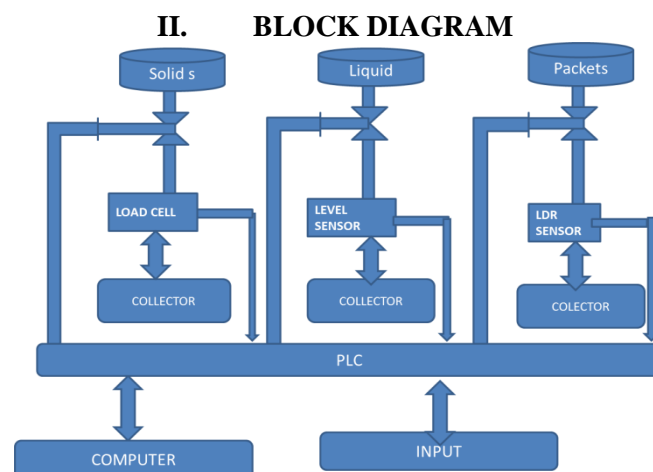 II. BLOCK DIAGRAM
Solid s
Liquid
Packets
LOAD CELL
LEVEL
SENSOR
LDR
SENSOR
COLLECTOR
COLLECTOR
COLECTOR
PLC
COMPUTER
INPUT